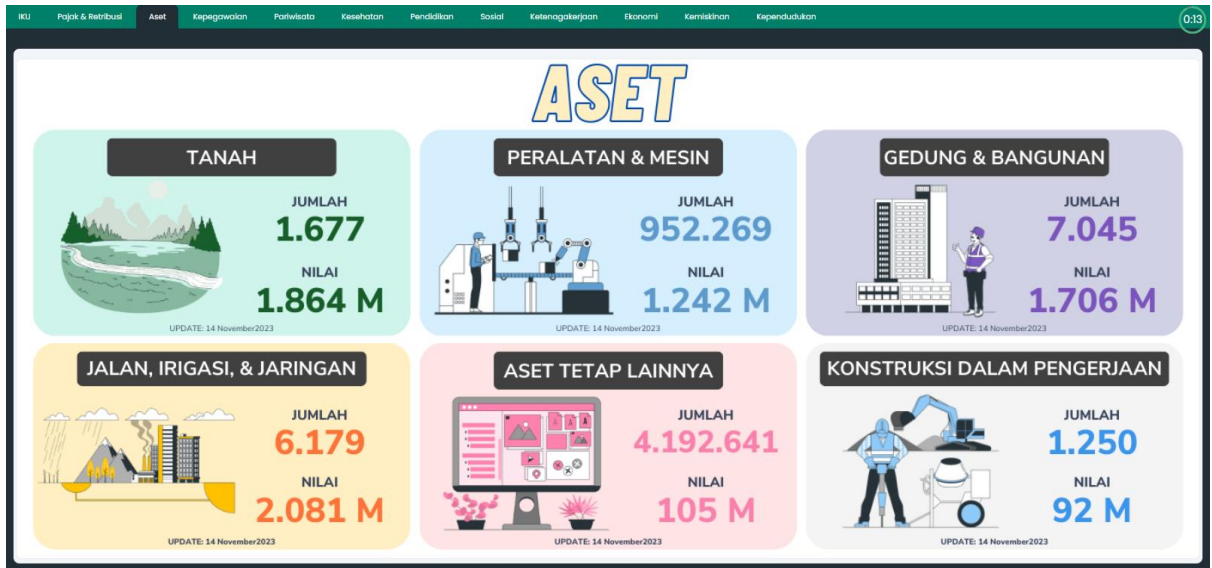 IKU Pajak & Retribusi Aset Kepegawaian Pariwisata Kesehatan Pendidikan Sosial Ketenagakerjaan Ekonomi Kemiskinan Kependudukan 0:13
ASET
TANAH
JUMLAH
1.677
NILAI
1.864 M
UPDATE: 14 November2023
PERALATAN & MESIN
JUMLAH
952.269
NILAI
1.242 M
UPDATE: 14 November2023
GEDUNG & BANGUNAN
JUMLAH
7.045
NILAI
1.706 M
UPDATE: 14 November2023
JALAN, IRIGASI, & JARINGAN
JUMLAH
6.179
NILAI
2.081 M
UPDATE: 14 November2023
ASET TETAP LAINNYA
JUMLAH
4.192.641
NILAI
105 M
UPDATE: 14 November2023
KONSTRUKSI DALAM PENGERJAAN
JUMLAH
1.250
NILAI
92 M
UPDATE: 14 November2023